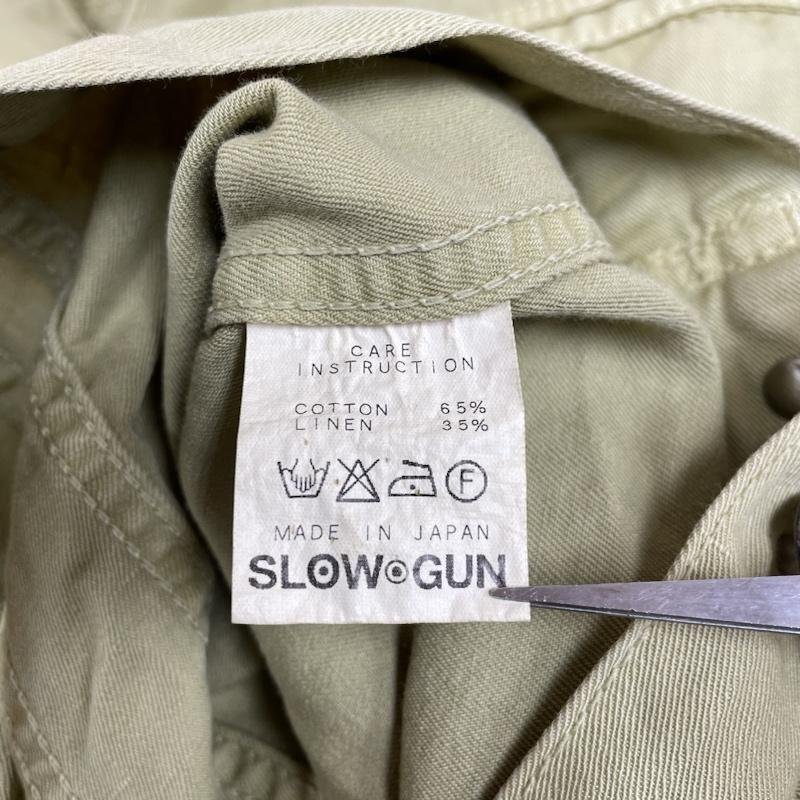 CARE
INSTRUCTION
COTTON 65%
LINEN 35%
F
MADE IN JAPAN
SLOW GUN